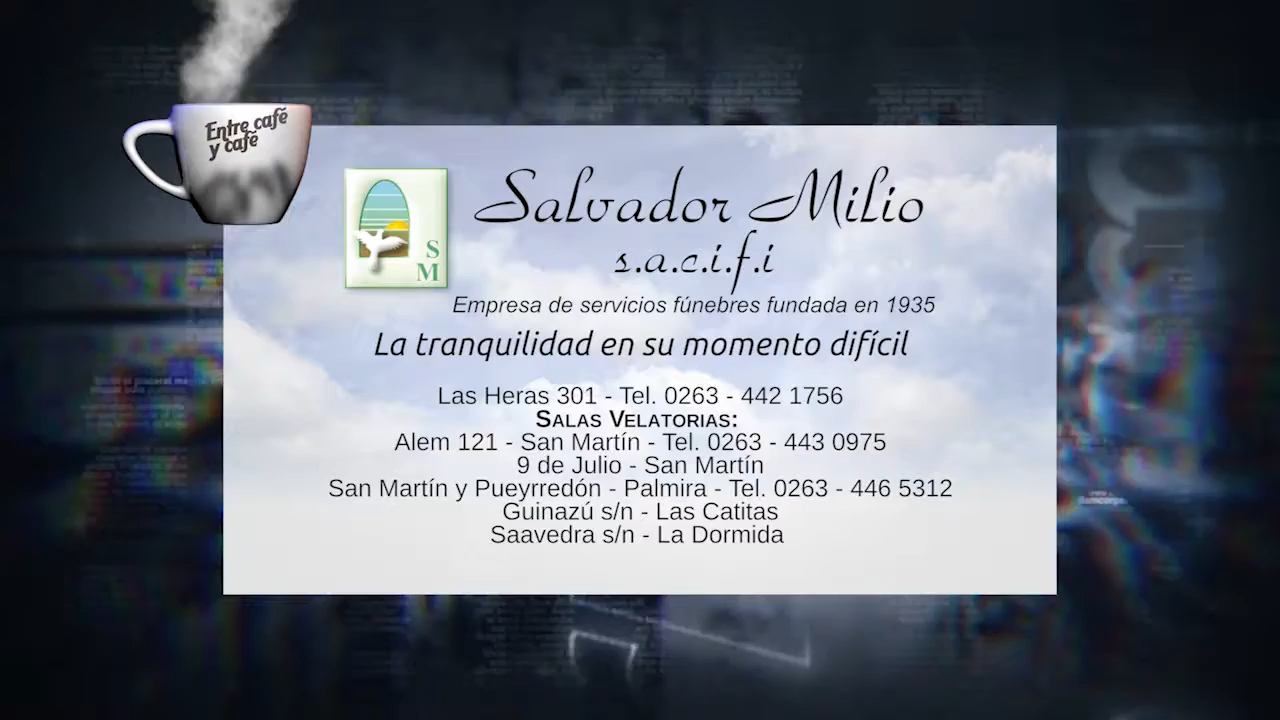 Entre café
y café
Salvador Milio
s.a.c.i.f.i
S
M
Empresa de servicios fúnebres fundada en 1935
La tranquilidad en su momento difícil
Las Heras 301 - Tel. 0263 - 442 1756
SALAS VELATORIAS:
Alem 121 - San Martín - Tel. 0263 - 443 0975
9 de Julio - San Martín
San Martín y Pueyrredón - Palmira - Tel. 0263 - 446 5312
Guinazú s/n - Las Catitas
Saavedra s/n - La Dormida